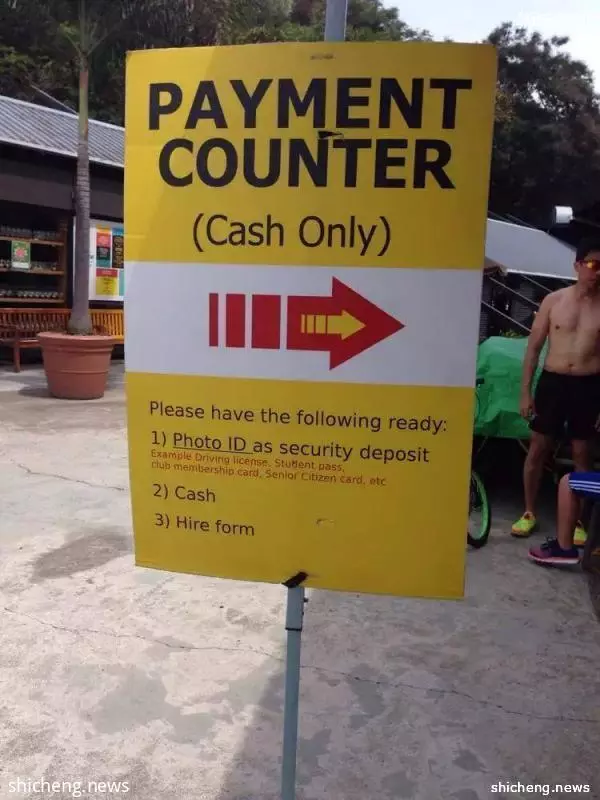 PAYMENT
COUNTER
(Cash Only)
Please have the following ready:
1) Photo ID as security deposit
Example Driving license, Student pass,
club membership card, Senior Citizen card, etc
2) Cash
3) Hire form
shicheng.news
shicheng.news